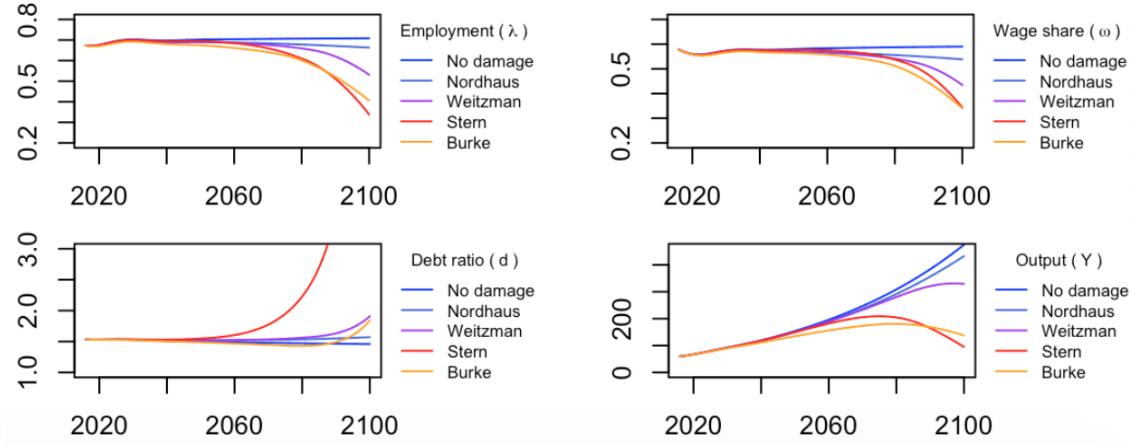 0.8
0.5
0.2
2020
2060
2100
Employment ( λ )
No damage
Nordhaus
Weitzman
Stern
Burke
0.5
0.2
2020
2060
2100
Wage share ( ω )
No damage
Nordhaus
Weitzman
Stern
Burke
3.0
2.0
1.0
2020
2060
2100
Debt ratio ( d )
No damage
Nordhaus
Weitzman
Stern
Burke
200
0
2020
2060
2100
Output ( Y )
No damage
Nordhaus
Weitzman
Stern
Burke